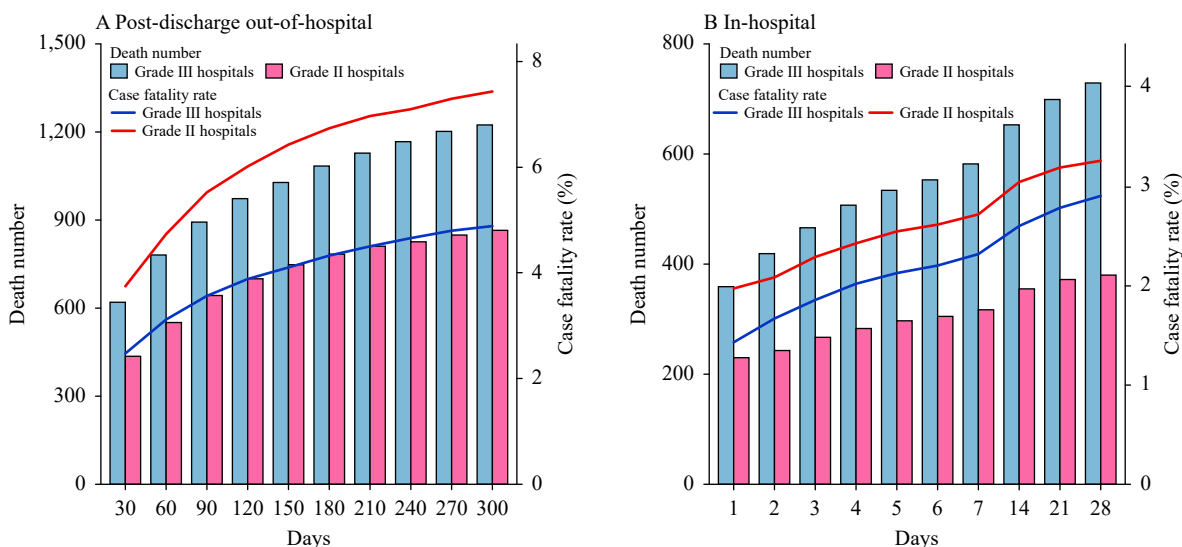 A Post-discharge out-of-hospital
1,500
1,200
900
600
300
0
Death number
Death number
Grade III hospitals Grade II hospitals
Case fatality rate
Grade III hospitals
Grade II hospitals
8
6
4
2
0
Case fatality rate (%)
30 60 90 120 150 180 210 240 270 300
Days
B In-hospital
800
600
400
200
0
Death number
Death number
Grade III hospitals Grade II hospitals
Case fatality rate
Grade III hospitals Grade II hospitals
4
3
2
1
0
Case fatality rate (%)
1 2 3 4 5 6 7 14 21 28
Days